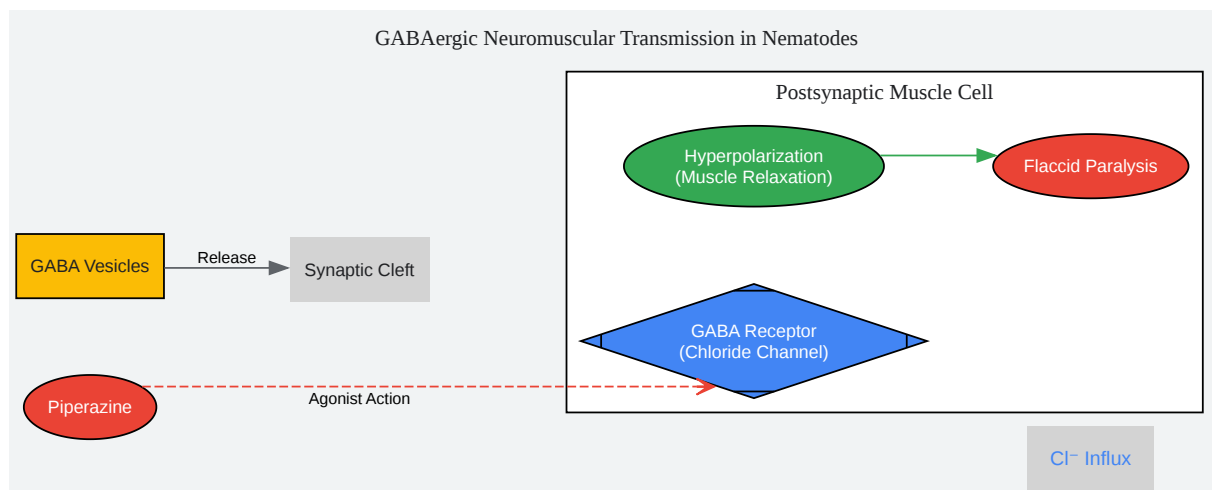 GABAergic Neuromuscular Transmission in Nematodes
Postsynaptic Muscle Cell
Hyperpolarization
(Muscle Relaxation)
Flaccid Paralysis
GABA Vesicles
Release
Synaptic Cleft
GABA Receptor
(Chloride Channel)
Piperazine
Agonist Action
Cl⁻ Influx